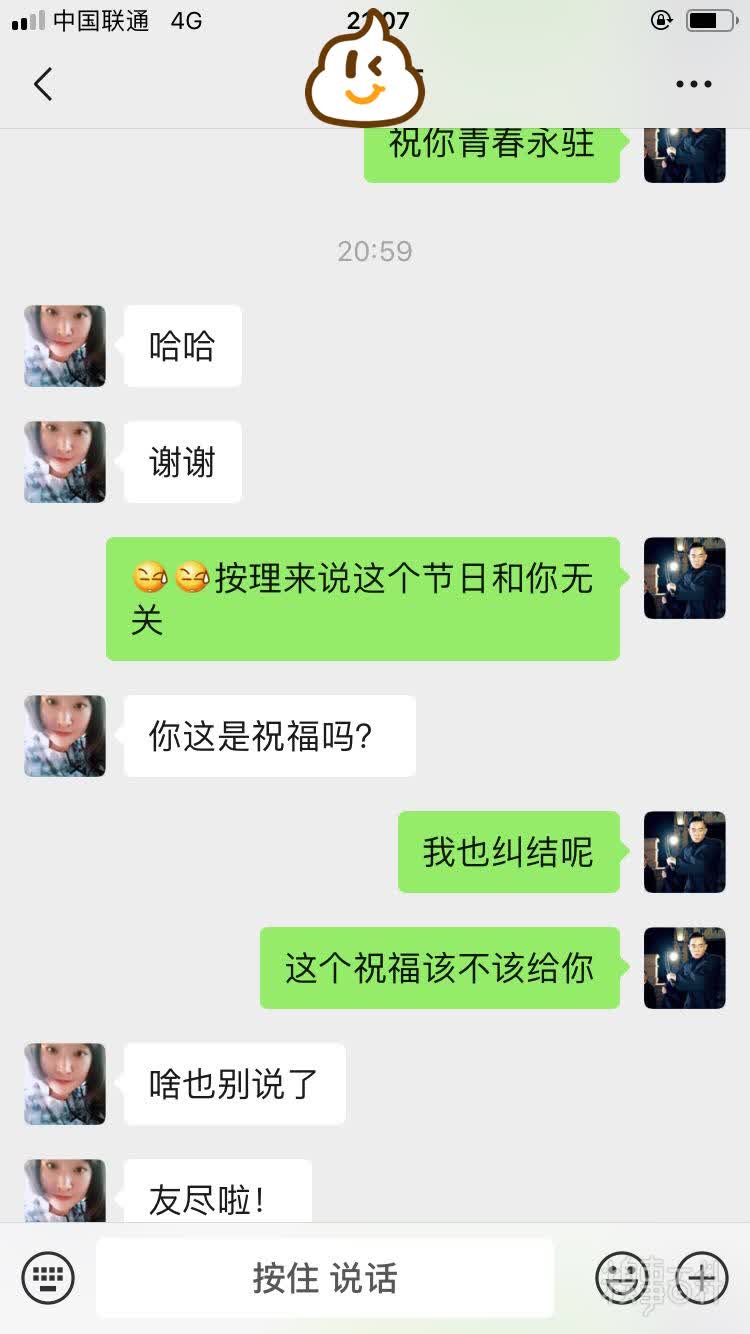 中国联通 4G
祝你青春永驻
20:59
哈哈
谢谢
按理来说这个节日和你无
关
你这是祝福吗?
我也纠结呢
这个祝福该不该给你
啥也别说了
友尽啦!
按住 说话